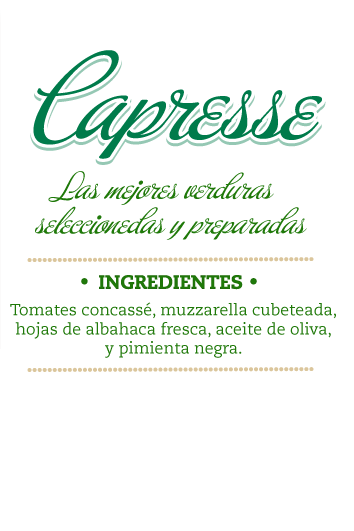 Capresse
Las mejores verduras
seleccionedas y preparadas
• INGREDIENTES •
Tomates concassé, muzzarella cubeteada,
hojas de albahaca fresca, aceite de oliva,
y pimienta negra.